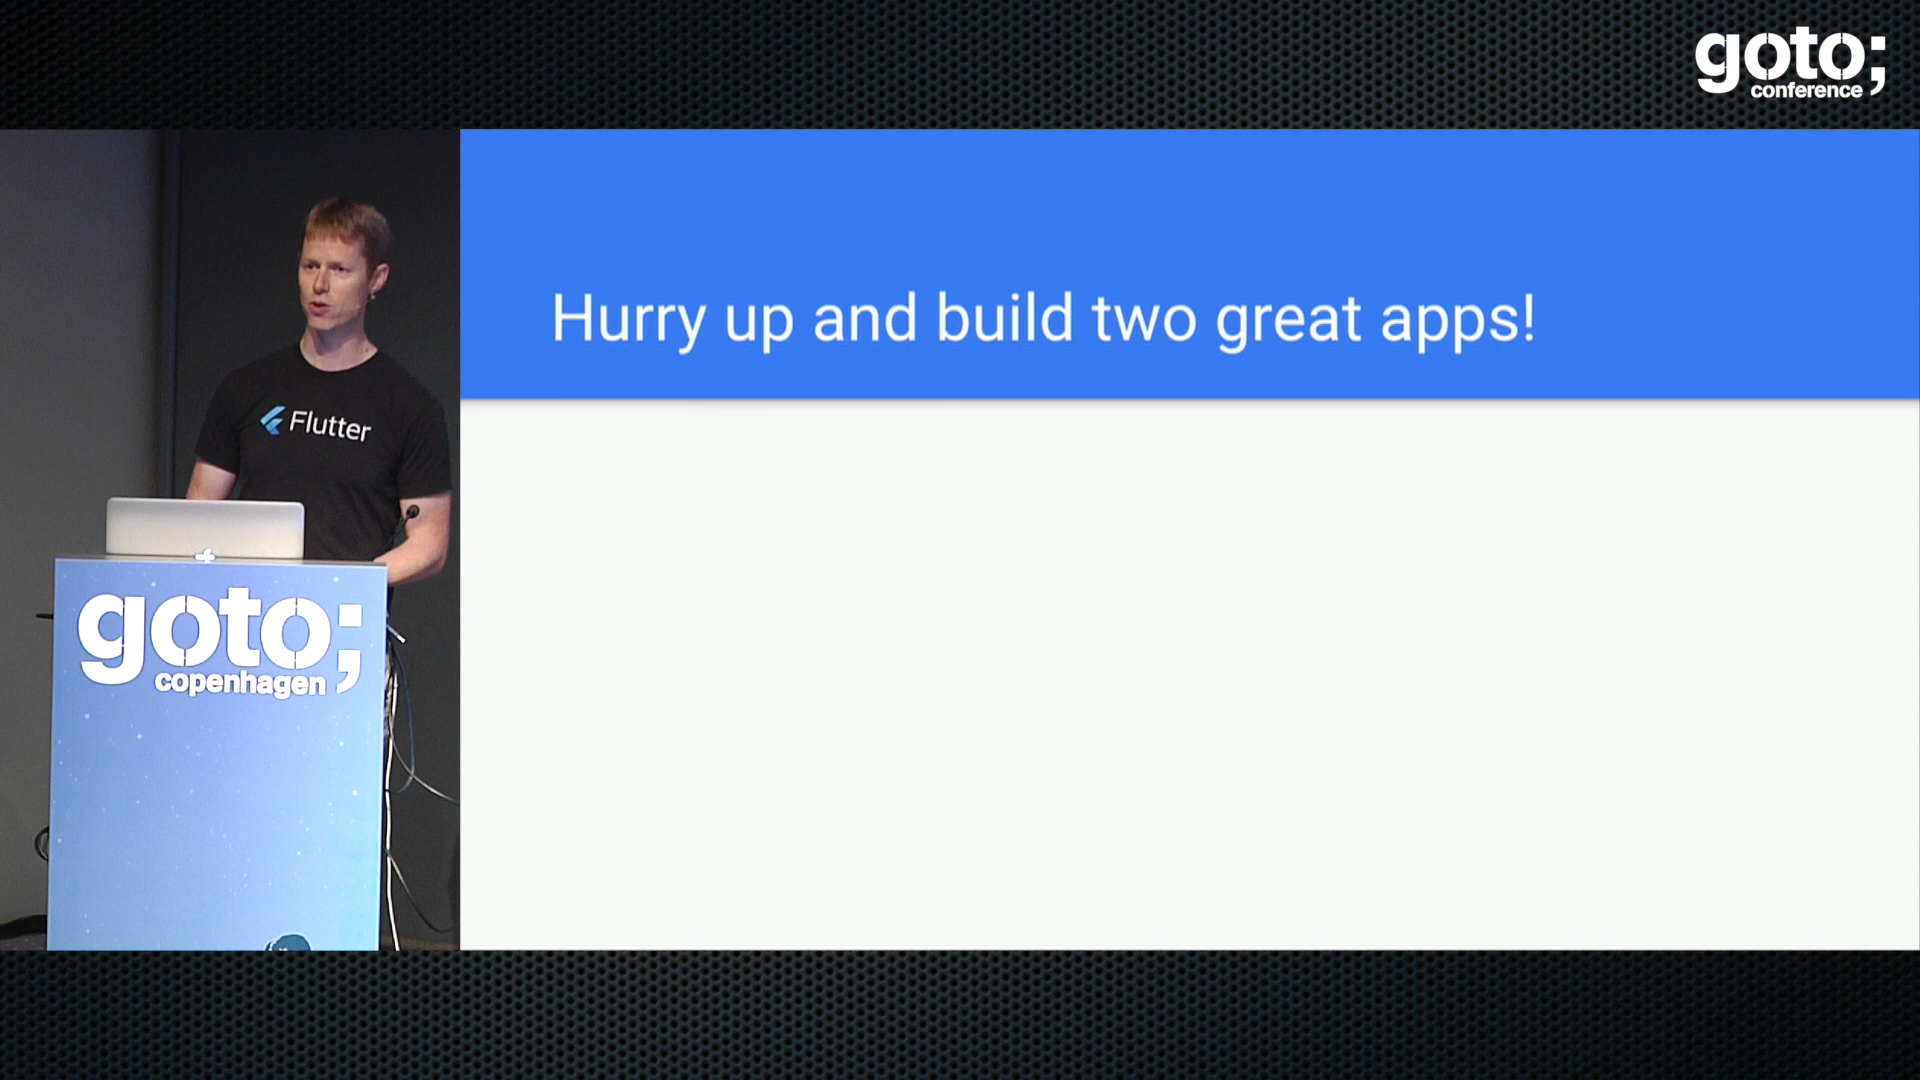 goto;
conference
Hurry up and build two great apps!
Flutter
goto;
copenhagen